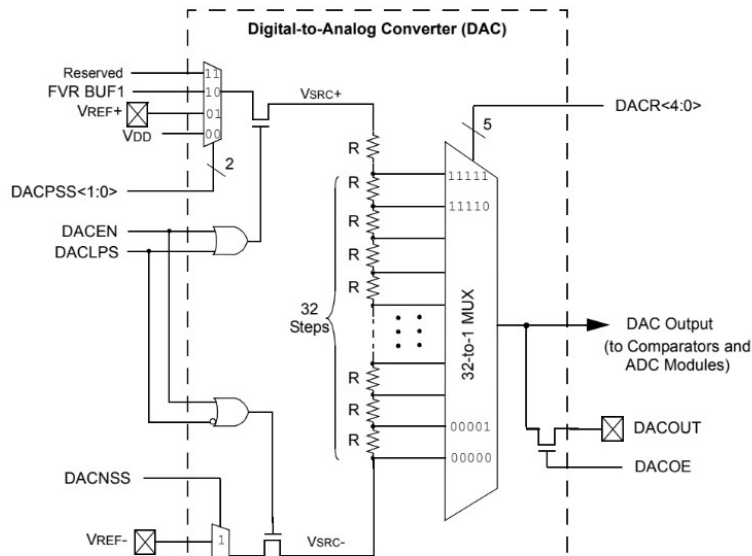 Digital-to-Analog Converter (DAC)
Reserved
11
FVR BUF1
10
VREF+
01
VDD
00
2
DACPSS<1:0>
VSRC+
DACR<4:0>
5
R
11111
R
11110
R
R
R
DACEN
DACLPS
32
Steps
32-to-1 MUX
DAC Output
(to Comparators and
ADC Modules)
R
R
00001
R
00000
DACOUT
DACOE
DACNSS
VREF-
1
VSRC-